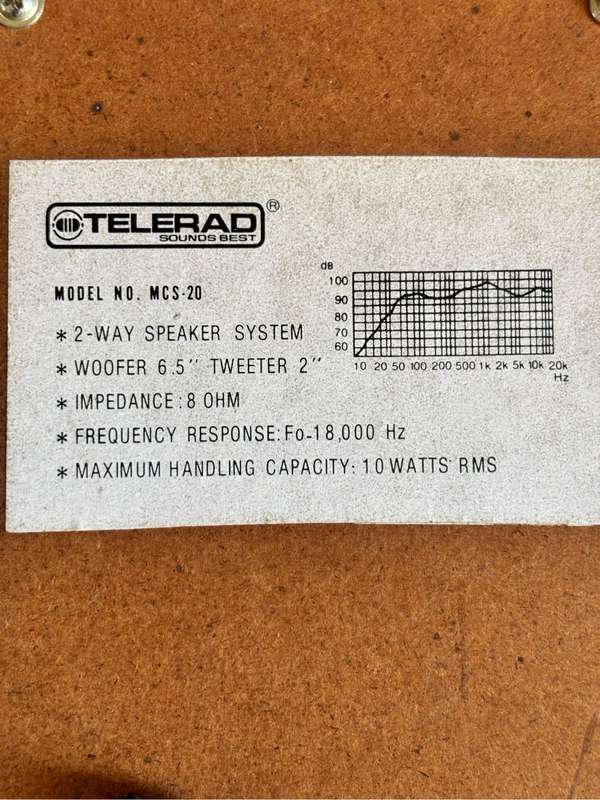 TELERAD ®
SOUNDS BEST
MODEL NO. MCS-20
* 2-WAY SPEAKER SYSTEM
* WOOFER 6.5" TWEETER 2"
* IMPEDANCE: 8 OHM
* FREQUENCY RESPONSE: Fo-18,000 Hz
* MAXIMUM HANDLING CAPACITY: 10 WATTS RMS
dB
100
90
80
70
60
10 20 50 100 200 500 1k 2k 5k 10k 20k
Hz